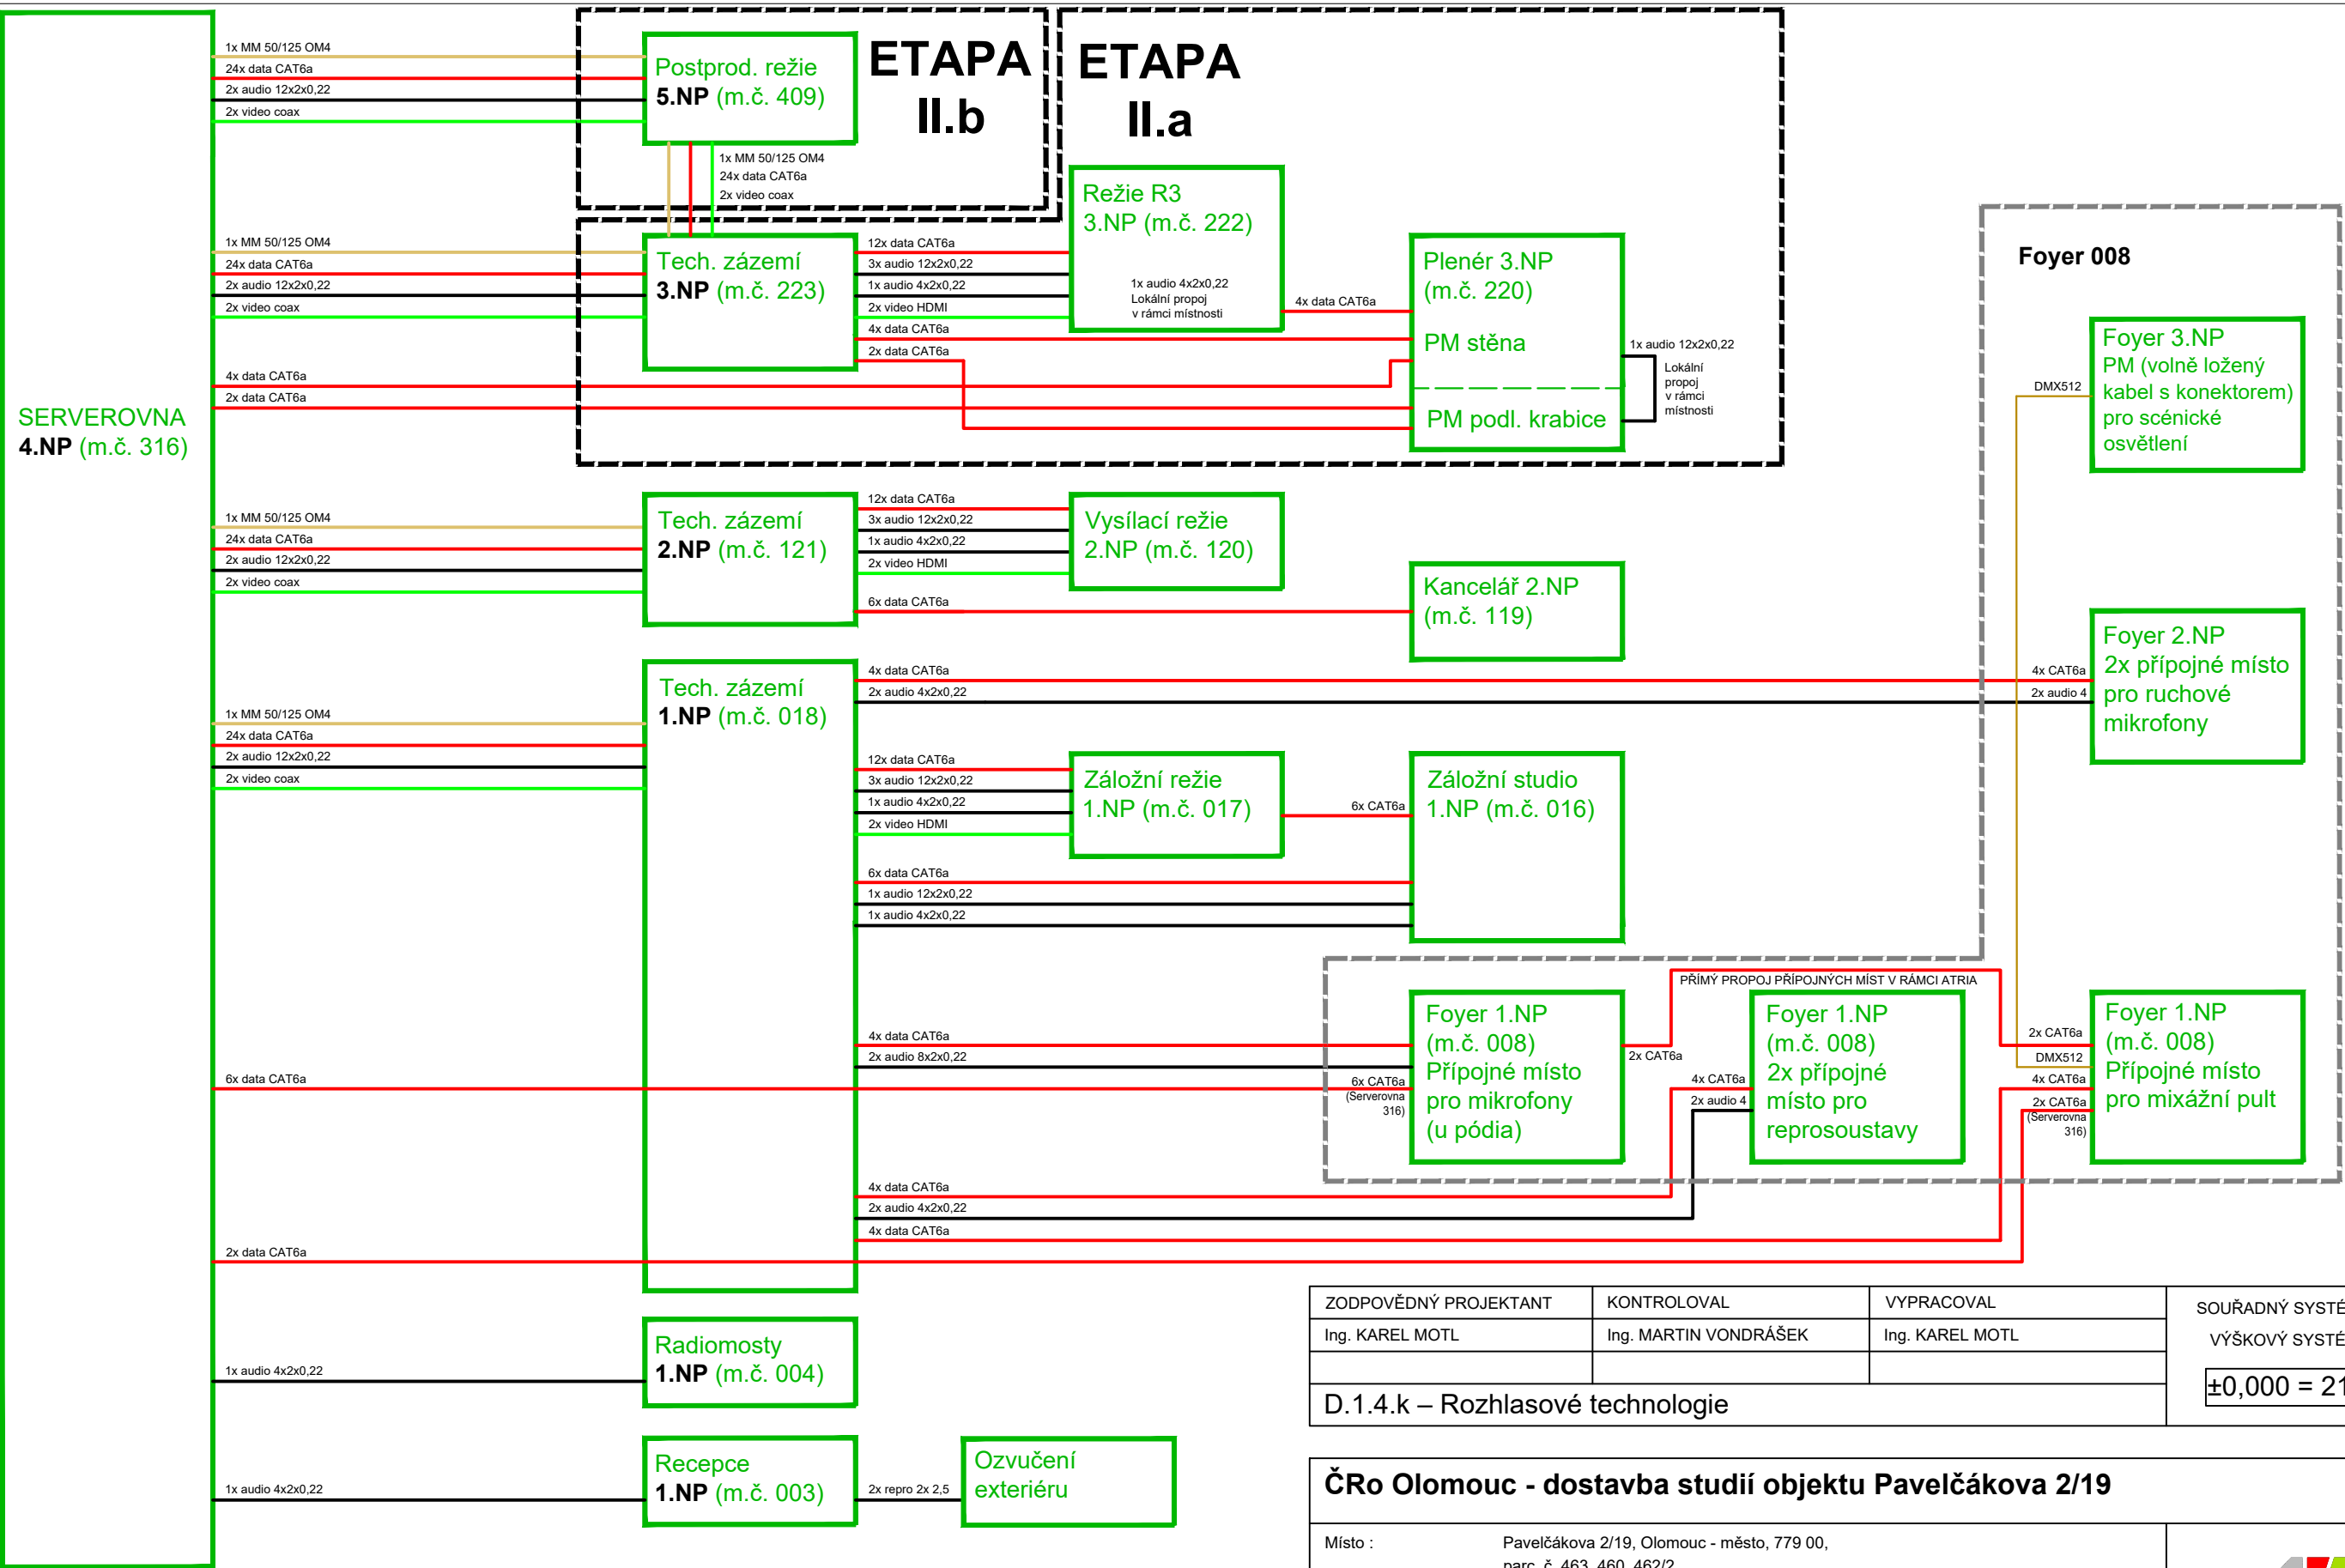 SERVEROVNA
4.NP (m.č. 316)
1x MM 50/125 OM4
24x data CAT6a
2x audio 12x2x0,22
2x video coax
Postprod. režie
5.NP (m.č. 409)
ETAPA
II.b
ETAPA
II.a
1x MM 50/125 OM4
24x data CAT6a
2x video coax
1x MM 50/125 OM4
24x data CAT6a
2x audio 12x2x0,22
2x video coax
4x data CAT6a
2x data CAT6a
Tech. zázemí
3.NP (m.č. 223)
12x data CAT6a
3x audio 12x2x0,22
1x audio 4x2x0,22
2x video HDMI
4x data CAT6a
2x data CAT6a
Režie R3
3.NP (m.č. 222)
1x audio 4x2x0,22
Lokální propoj
v rámci místnosti
4x data CAT6a
Plenér 3.NP
(m.č. 220)
PM stěna
PM podl. krabice
1x audio 12x2x0,22
Lokální
propoj
v rámci
místnosti
Foyer 008
Foyer 3.NP
PM (volně ložený
kabel s konektorem)
pro scénické
osvětlení
DMX512
1x MM 50/125 OM4
24x data CAT6a
2x audio 12x2x0,22
2x video coax
Tech. zázemí
2.NP (m.č. 121)
12x data CAT6a
3x audio 12x2x0,22
1x audio 4x2x0,22
2x video HDMI
6x data CAT6a
Vysílací režie
2.NP (m.č. 120)
Kancelář 2.NP
(m.č. 119)
1x MM 50/125 OM4
24x data CAT6a
2x audio 12x2x0,22
2x video coax
Tech. zázemí
1.NP (m.č. 018)
4x data CAT6a
2x audio 4x2x0,22
4x CAT6a
2x audio 4
Foyer 2.NP
2x přípojné místo
pro ruchové
mikrofony
12x data CAT6a
3x audio 12x2x0,22
1x audio 4x2x0,22
2x video HDMI
Záložní režie
1.NP (m.č. 017)
6x CAT6a
Záložní studio
1.NP (m.č. 016)
6x data CAT6a
1x audio 12x2x0,22
1x audio 4x2x0,22
PŘÍMÝ PROPOJ PŘÍPOJNÝCH MÍST V RÁMCI ATRIA
4x data CAT6a
2x audio 8x2x0,22
6x data CAT6a
6x CAT6a
(Serverovna
316)
Foyer 1.NP
(m.č. 008)
Přípojné místo
pro mikrofony
(u pódia)
2x CAT6a
4x CAT6a
2x audio 4
Foyer 1.NP
(m.č. 008)
2x přípojné
místo pro
reprosoustavy
2x CAT6a
DMX512
4x CAT6a
2x CAT6a
(Serverovna
316)
Foyer 1.NP
(m.č. 008)
Přípojné místo
pro mixážní pult
4x data CAT6a
2x audio 4x2x0,22
4x data CAT6a
2x data CAT6a
1x audio 4x2x0,22
Radiomosty
1.NP (m.č. 004)
1x audio 4x2x0,22
Recepce
1.NP (m.č. 003)
2x repro 2x 2,5
Ozvučení
exteriéru
ZODPOVĚDNÝ PROJEKTANT
KONTROLOVAL
VYPRACOVAL
Ing. KAREL MOTL
Ing. MARTIN VONDRÁŠEK
Ing. KAREL MOTL
D.1.4.k – Rozhlasové technologie
SOUŘADNÝ SYSTÉ
VÝŠKOVÝ SYSTÉ
±0,000 = 21
ČRo Olomouc - dostavba studií objektu Pavelčákova 2/19
Místo : Pavelčákova 2/19, Olomouc - město, 779 00,
parc. č. 463, 460, 462/2